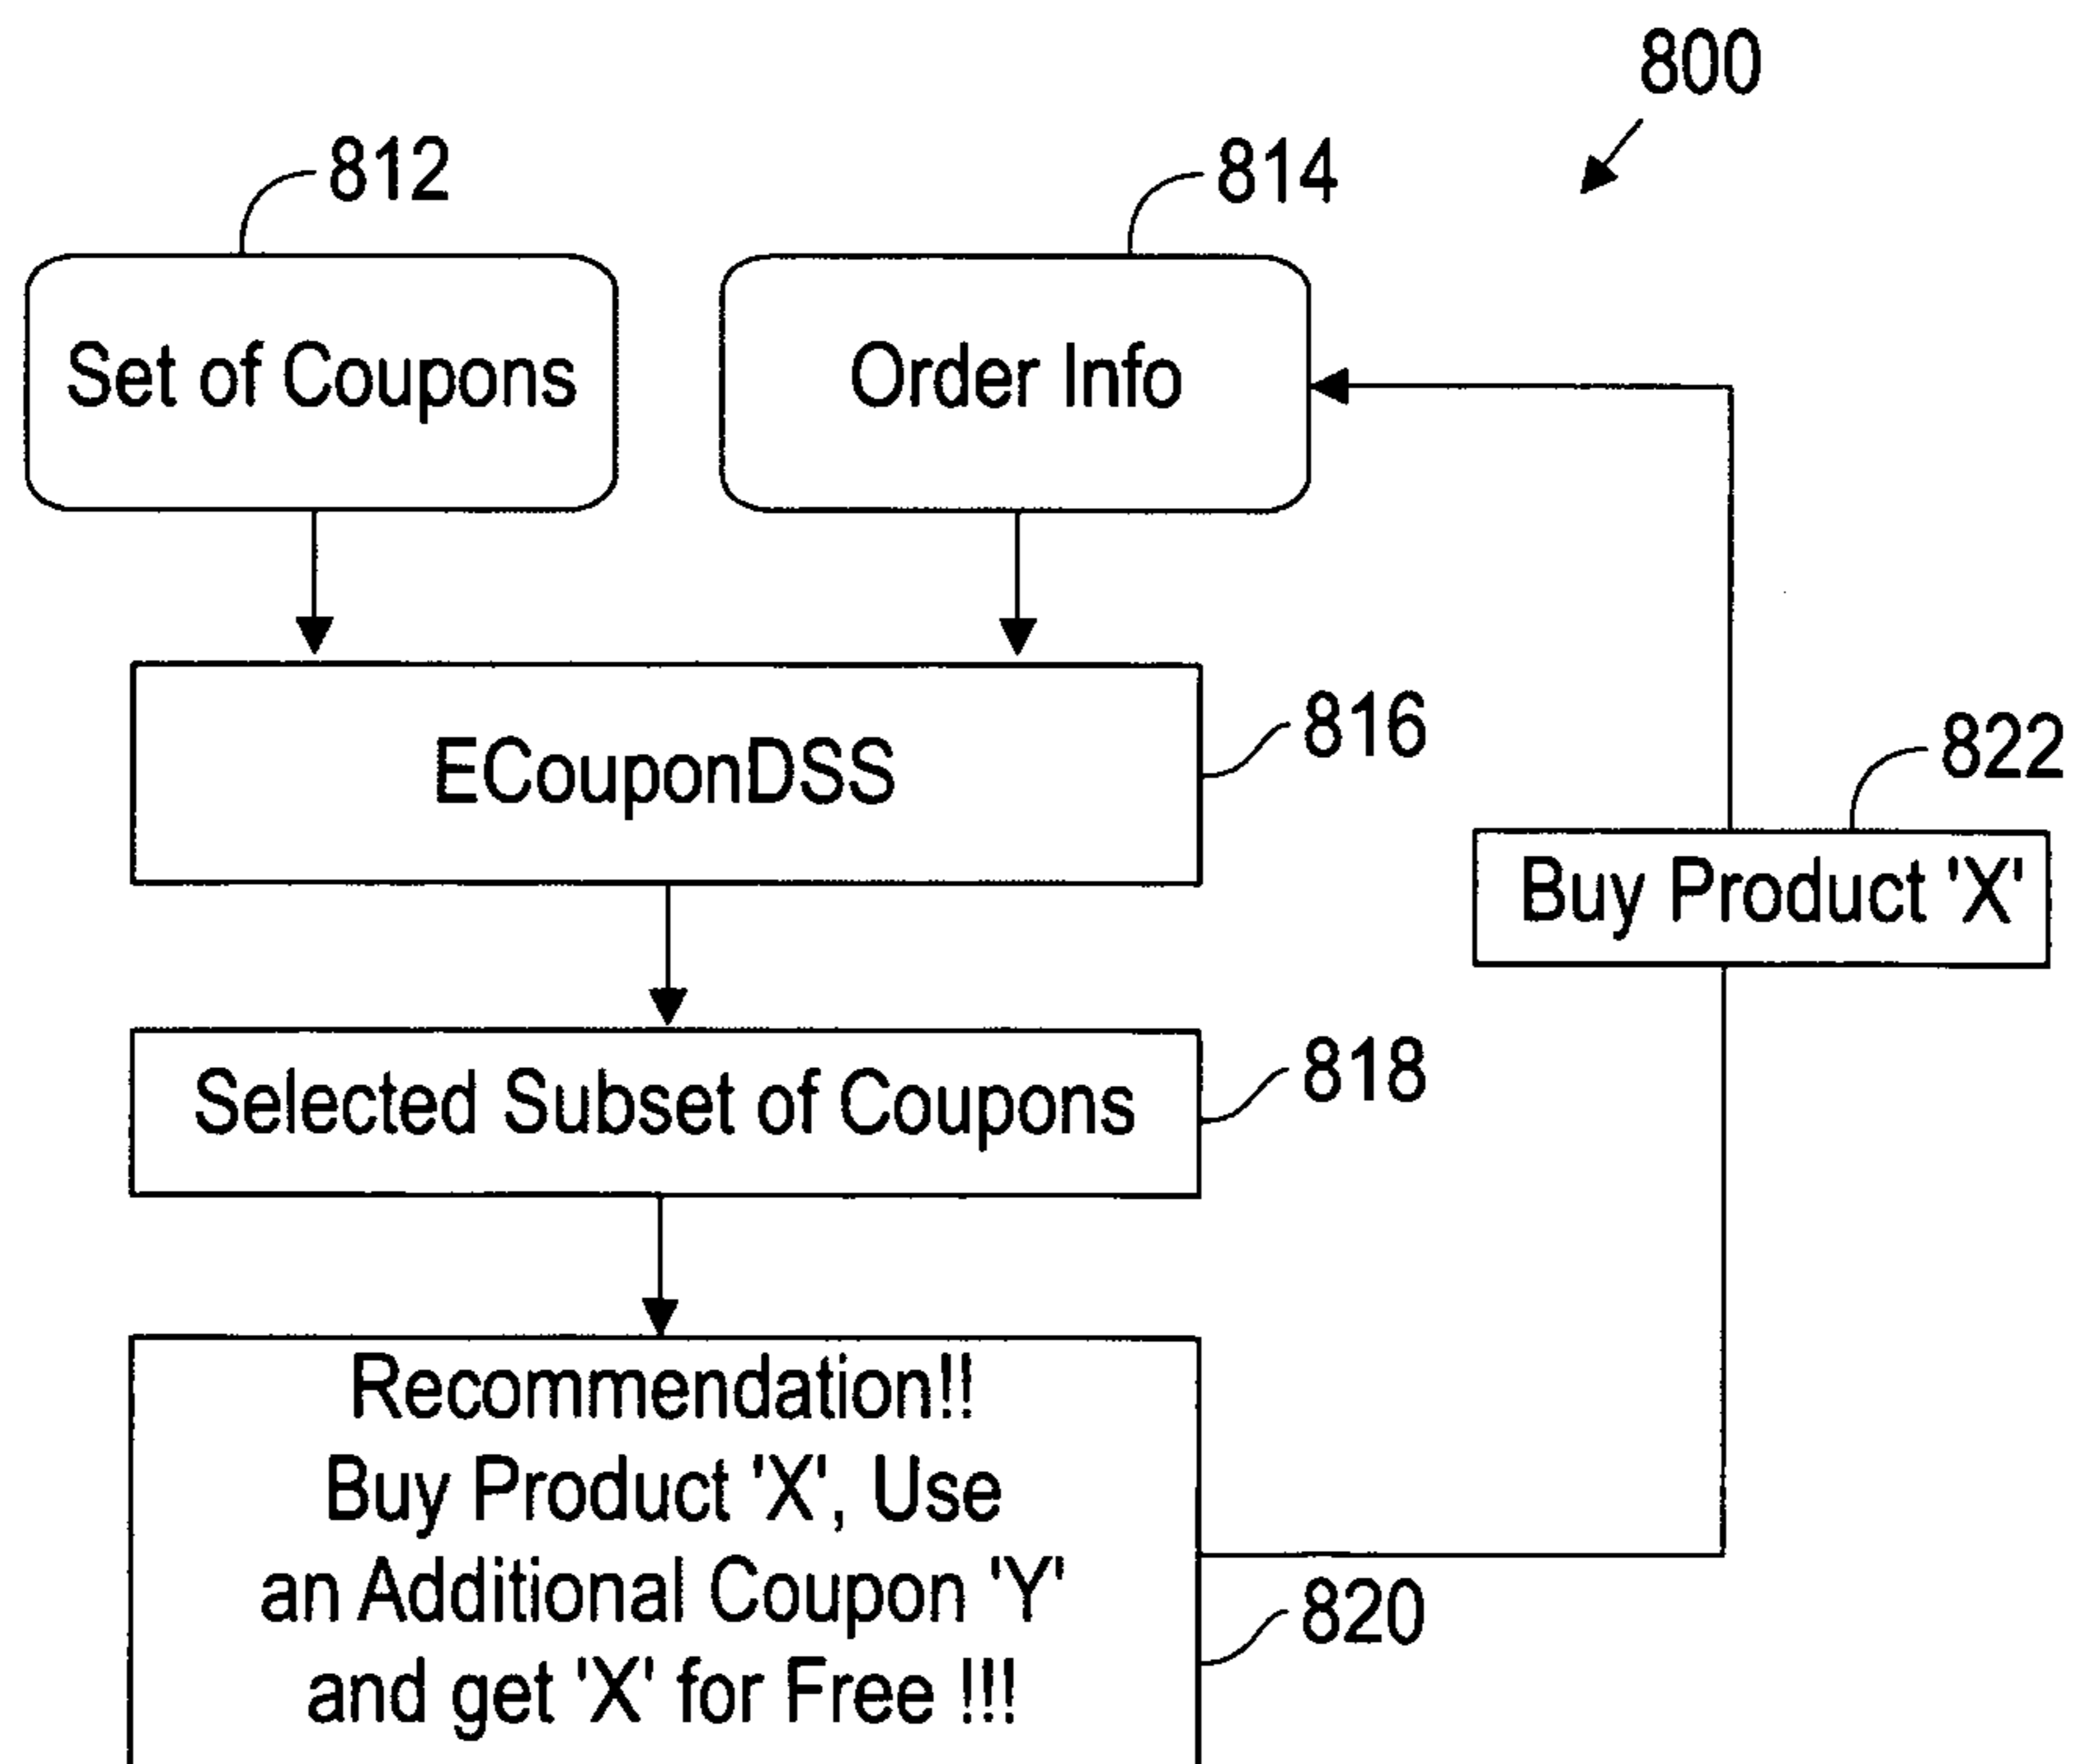 800
812
814
Set of Coupons
Order Info
ECouponDSS
816
822
Buy Product 'X'
Selected Subset of Coupons
818
Recommendation!!
Buy Product 'X', Use
an Additional Coupon 'Y'
and get 'X' for Free !!!
820